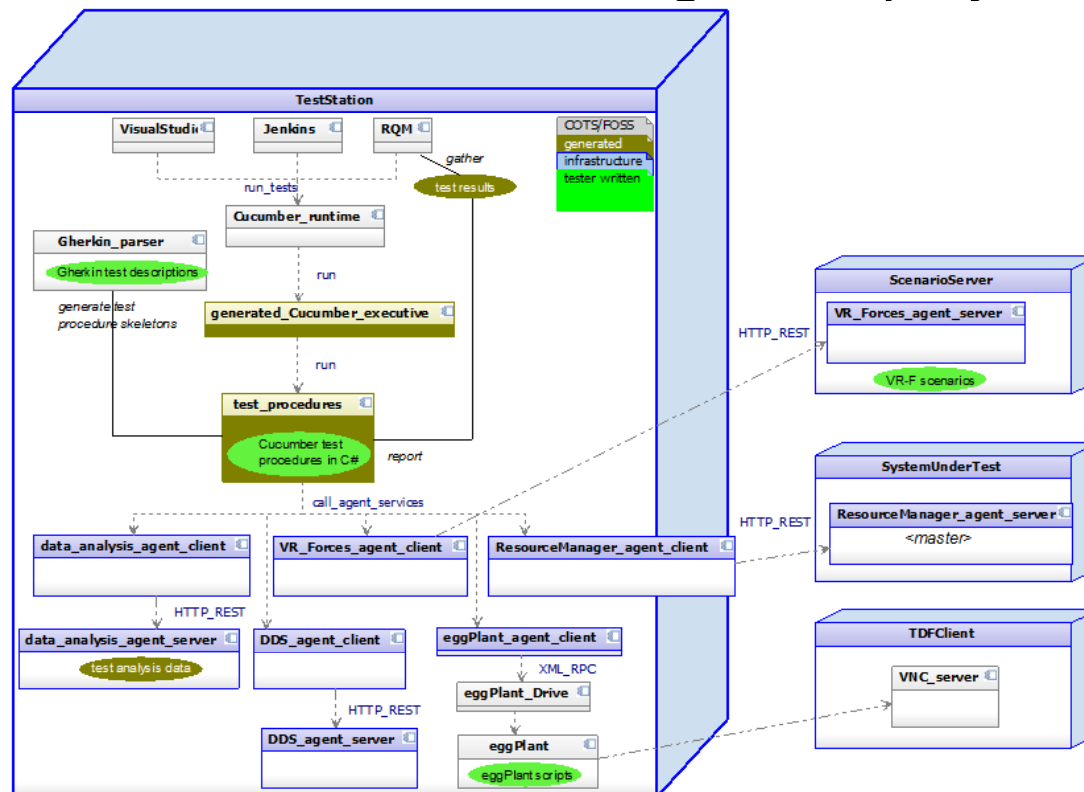 TestStation
VisualStudi
Jenkins
RQM
COTS/FOSS
generated
infrastructure
tester written
gather
test results
run_tests
Cucumber_runtime
Gherkin_parser
Gherkin test descriptions
generate test
procedure skeletons
run
generated_Cucumber_executive
run
test_procedures
Cucumber test
procedures in C#
report
call_agent_services
data_analysis_agent_client
VR_Forces_agent_client
ResourceManager_agent_client
HTTP_REST
data_analysis_agent_server
test analysis data
DDS_agent_client
eggPlant_agent_client
XML_RPC
eggPlant_Drive
HTTP_REST
DDS_agent_server
eggPlant
eggPlant scripts
HTTP_REST
ScenarioServer
VR_Forces_agent_server
VR-F scenarios
HTTP_REST
SystemUnderTest
ResourceManager_agent_server
<master>
TDFClient
VNC_server